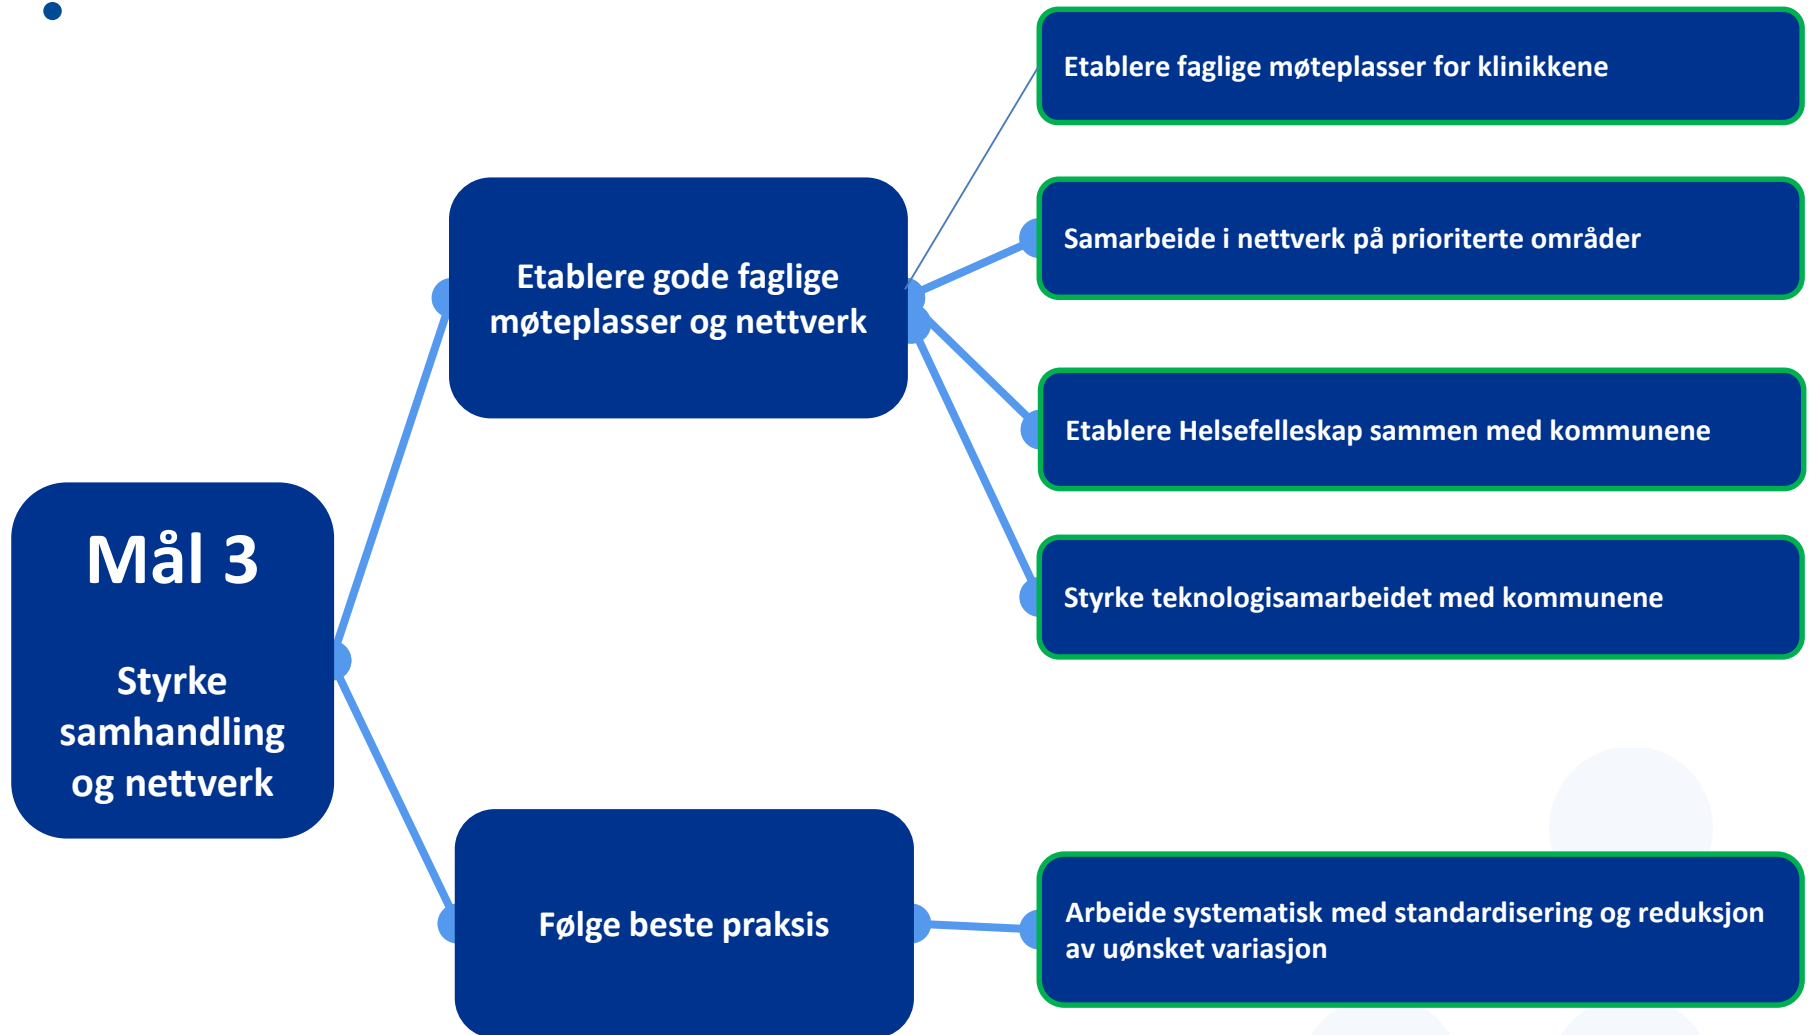 Mål 3
Styrke
samhandling
og nettverk
Etablere gode faglige
møteplasser og nettverk
Etablere faglige møteplasser for klinikkene
Samarbeide i nettverk på prioriterte områder
Etablere Helsefelleskap sammen med kommunene
Styrke teknologisamarbeidet med kommunene
Følge beste praksis
Arbeide systematisk med standardisering og reduksjon
av uønsket variasjon